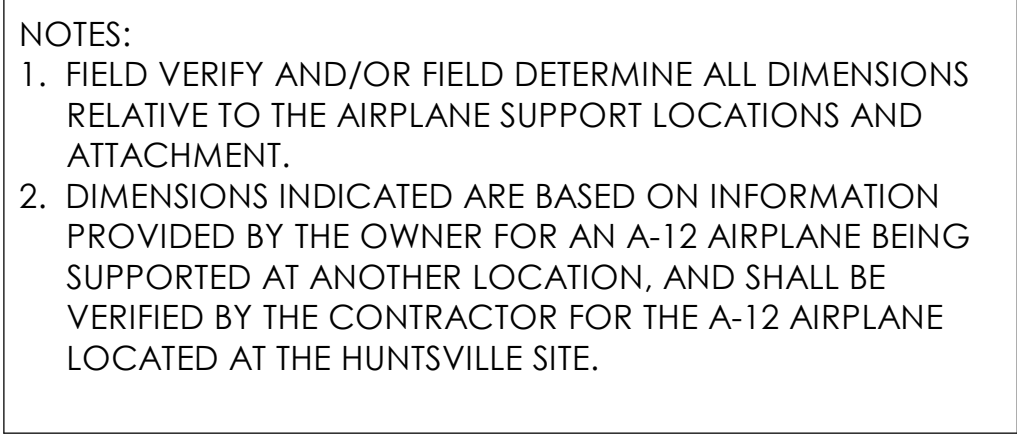 NOTES:
1. FIELD VERIFY AND/OR FIELD DETERMINE ALL DIMENSIONS
RELATIVE TO THE AIRPLANE SUPPORT LOCATIONS AND
ATTACHMENT.
2. DIMENSIONS INDICATED ARE BASED ON INFORMATION
PROVIDED BY THE OWNER FOR AN A-12 AIRPLANE BEING
SUPPORTED AT ANOTHER LOCATION, AND SHALL BE
VERIFIED BY THE CONTRACTOR FOR THE A-12 AIRPLANE
LOCATED AT THE HUNTSVILLE SITE.